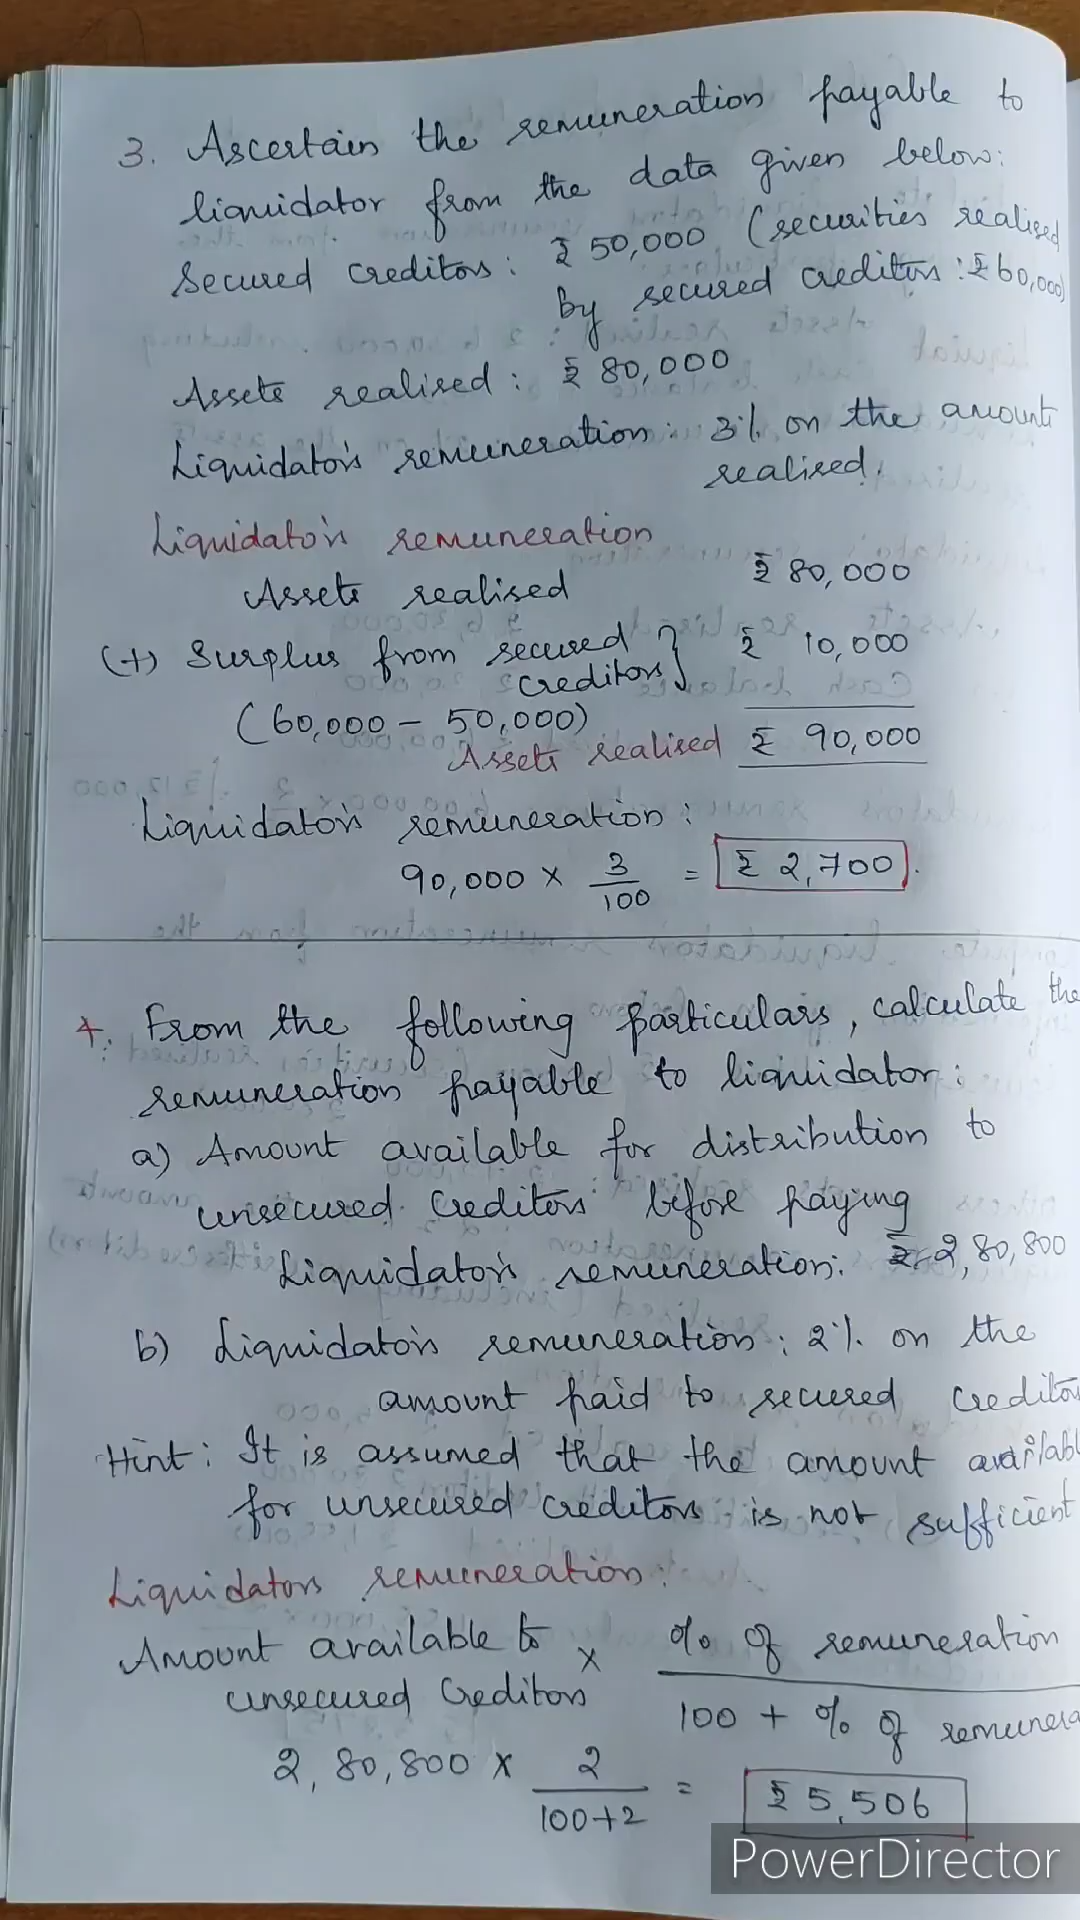 3. Ascertain the remuneration payable to
liquidator from the data given below:
Secured creditors: ₹ 50,000 (securities realised
by secured creditors: ₹ 60,000)
Assets realised: ₹ 80,000
Liquidator's remuneration: 3% on the amount
realised.
Liquidator's remuneration
Assets realised ₹ 80,000
(+) Surplus from secured } ₹ 10,000
creditors
(60,000 - 50,000)
Assets realised ₹ 90,000
Liquidator's remuneration:
90,000 × 3/100 = ₹ 2,700.
4. From the following particulars, calculate the
remuneration payable to liquidator:
a) Amount available for distribution to
unsecured creditors before paying
Liquidator's remuneration: ₹ 2,80,800
b) Liquidator's remuneration: 2% on the
amount paid to secured creditor
Hint: It is assumed that the amount availabl
for unsecured creditors is not sufficient
Liquidators remuneration:
Amount available to × % of remuneration
unsecured Creditors 100 + % of remunera
2,80,800 × 2/100+2 = ₹ 5,506
PowerDirector